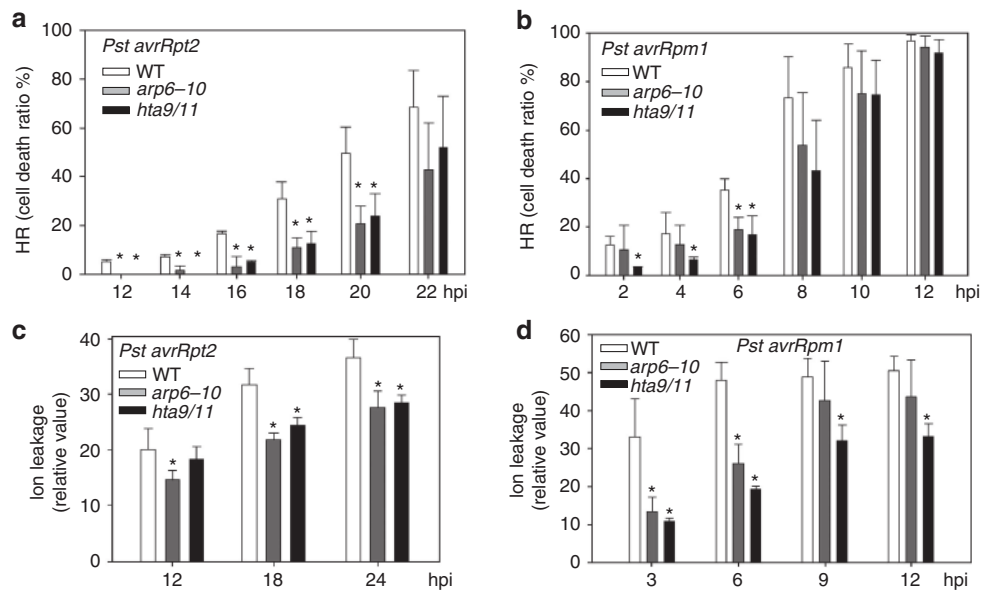 a
Pst avrRpt2
WT
arp6–10
hta9/11
HR (cell death ratio %)
100
80
60
40
20
0
* * * * * * * * * *
12 14 16 18 20 22 hpi
b
Pst avrRpm1
WT
arp6–10
hta9/11
HR (cell death ratio %)
100
80
60
40
20
0
* * * *
2 4 6 8 10 12 hpi
c
Pst avrRpt2
WT
arp6–10
hta9/11
Ion leakage
(relative value)
40
30
20
10
0
* * * * *
12 18 24 hpi
d
Pst avrRpm1
WT
arp6–10
hta9/11
Ion leakage
(relative value)
60
50
40
30
20
10
0
* * * * * *
3 6 9 12 hpi